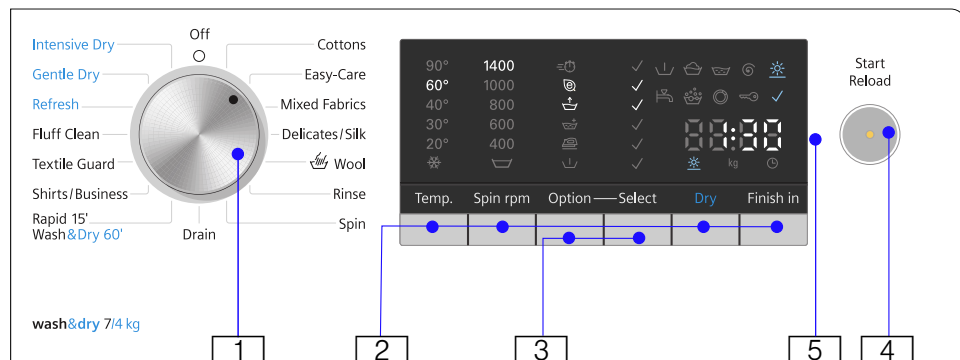 Off
Intensive Dry
Gentle Dry
Refresh
Fluff Clean
Textile Guard
Shirts/Business
Rapid 15'
Wash&Dry 60'
Drain
Cottons
Easy-Care
Mixed Fabrics
Delicates/Silk
Wool
Rinse
Spin
wash&dry 7/4 kg
90° 1400
60° 1000
40° 800
30° 600
20° 400
1:30
kg
Temp. Spin rpm Option Select Dry Finish in
Start
Reload
1 2 3 5 4